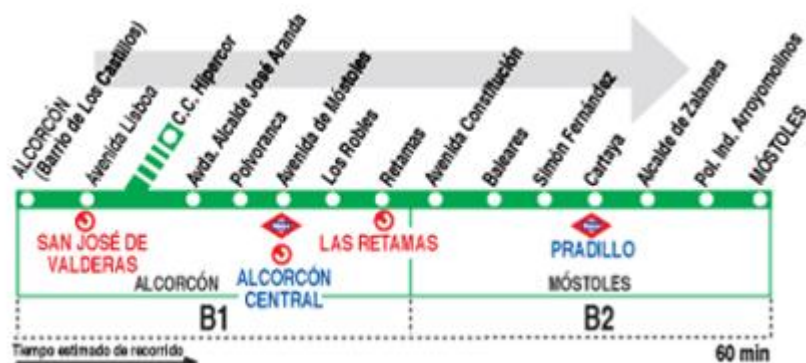 ALCORCÓN
(Barrio de Los Castillos)
Avenida Lisboa
C.C. Hipercor
Avda. Alcalde José Aranda
Polvoranca
Avenida de Móstoles
Los Robles
Retamas
Avenida Constitución
Baleares
Simón Fernández
Cartaya
Alcalde de Zalamea
Pol. Ind. Arroyomolinos
MÓSTOLES
SAN JOSÉ DE
VALDERAS
ALCORCÓN
ALCORCÓN
CENTRAL
LAS RETAMAS
PRADILLO
MÓSTOLES
B1
B2
Tiempo estimado de recorrido
60 min